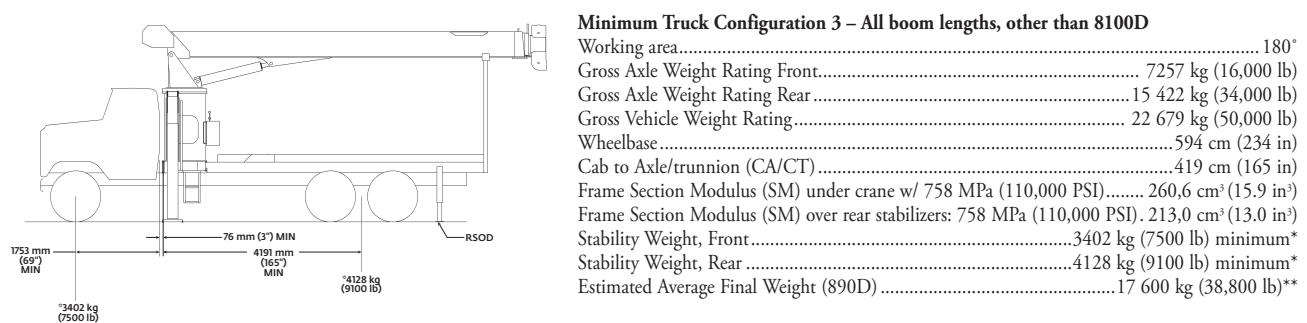 Minimum Truck Configuration 3 – All boom lengths, other than 8100D
Working area.......... 180°
Gross Axle Weight Rating Front.......... 7257 kg (16,000 lb)
Gross Axle Weight Rating Rear.......... 15 422 kg (34,000 lb)
Gross Vehicle Weight Rating.......... 22 679 kg (50,000 lb)
Wheelbase.......... 594 cm (234 in)
Cab to Axle/trunnion (CA/CT).......... 419 cm (165 in)
Frame Section Modulus (SM) under crane w/ 758 MPa (110,000 PSI)........ 260,6 cm³ (15.9 in³)
Frame Section Modulus (SM) over rear stabilizers: 758 MPa (110,000 PSI). 213,0 cm³ (13.0 in³)
Stability Weight, Front.......... 3402 kg (7500 lb) minimum*
Stability Weight, Rear.......... 4128 kg (9100 lb) minimum*
Estimated Average Final Weight (890D).......... 17 600 kg (38,800 lb)**
76 mm (3") MIN
RSOD
1753 mm
(69")
MIN
4191 mm
(165")
MIN
°4128 kg
(9100 lb)
°3402 kg
(7500 lb)